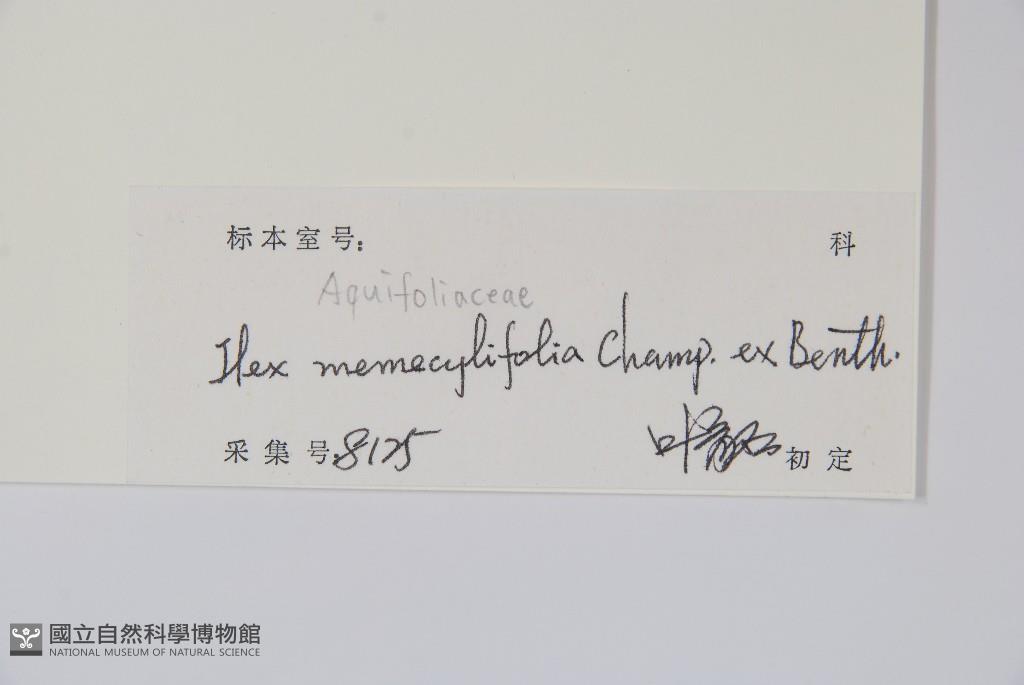 标本室号: 科
Aquifoliaceae
Ilex memecylifolia Champ. ex Benth.
采集号: 8125 叶 初定
國立自然科學博物館
NATIONAL MUSEUM OF NATURAL SCIENCE